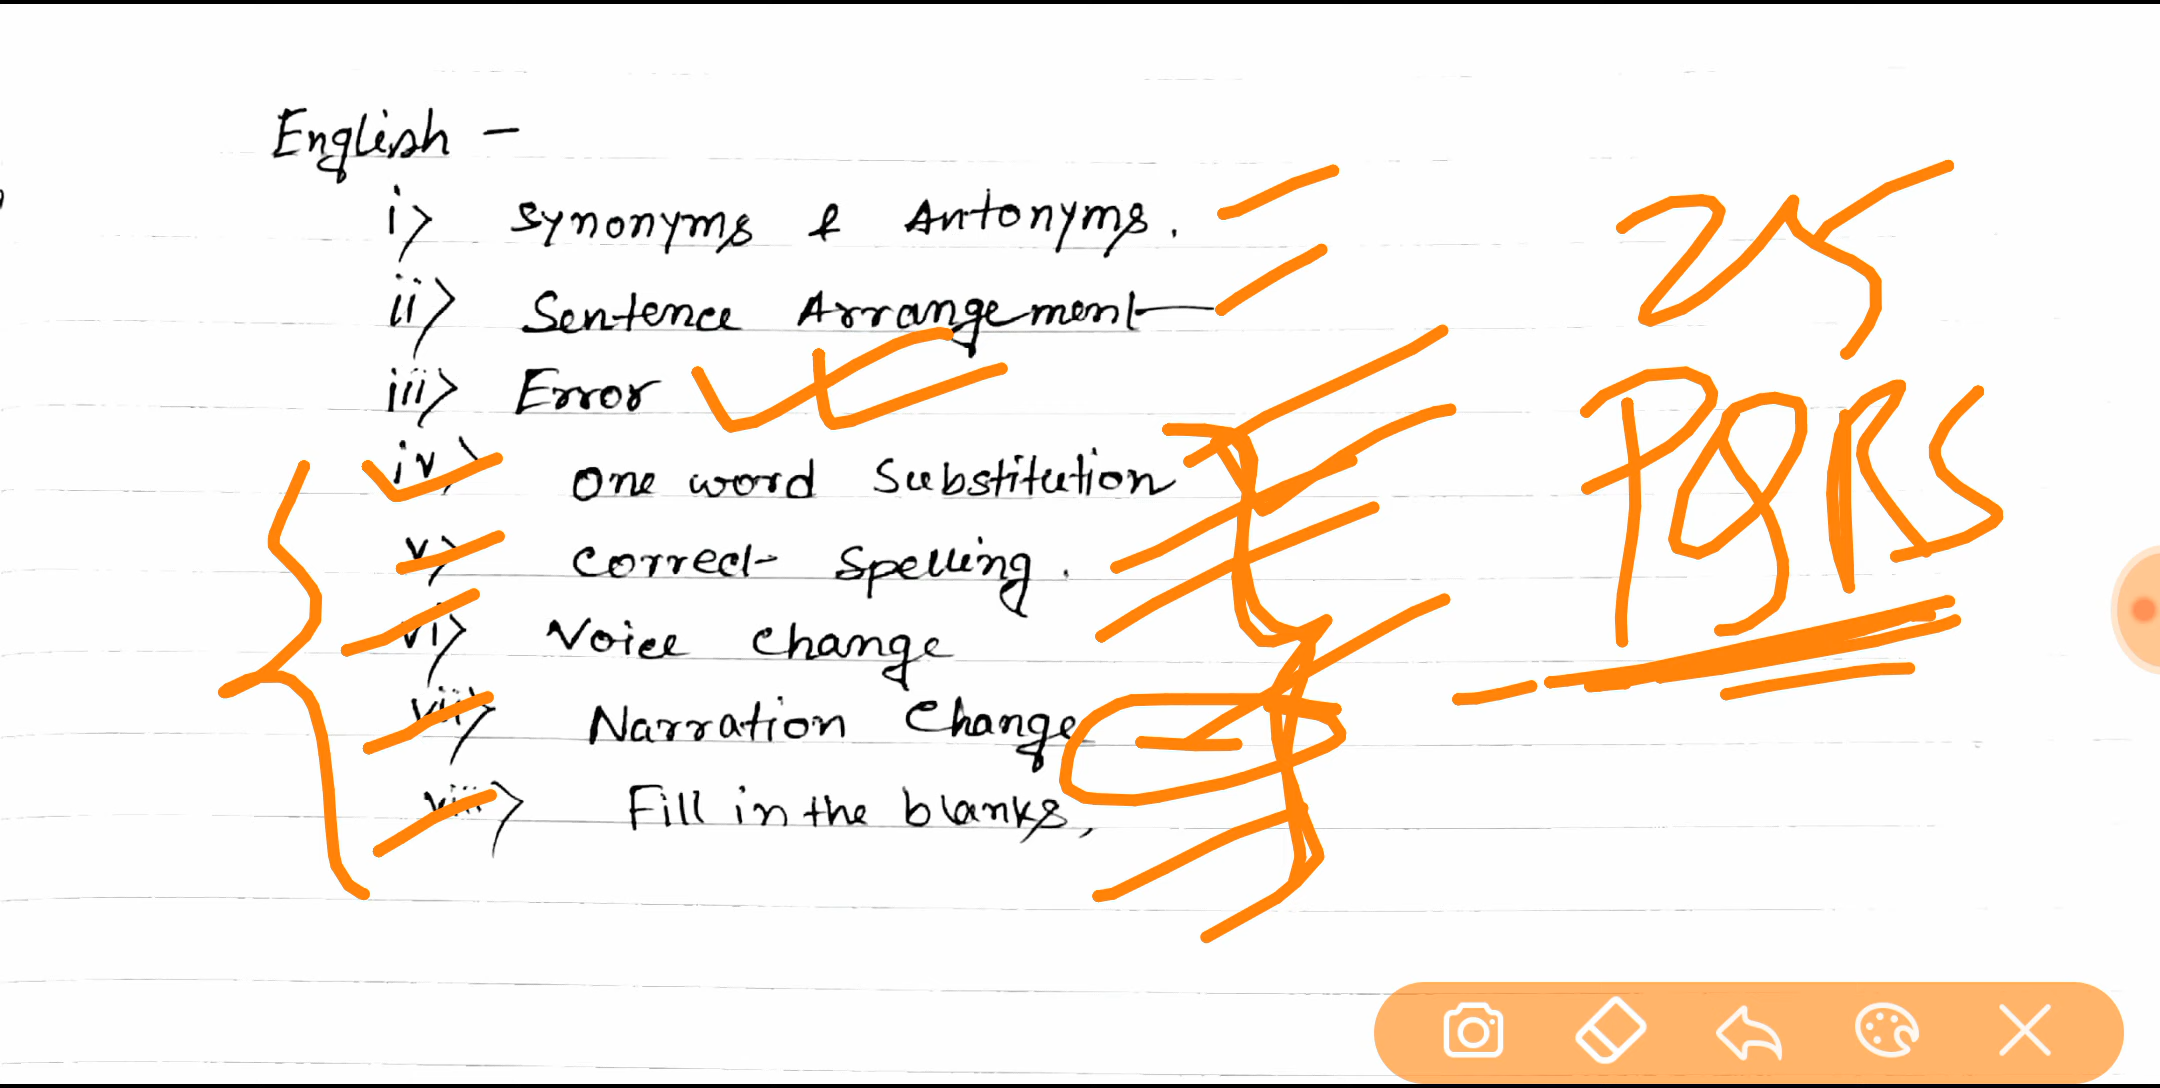 English -
i) Synonyms & Antonyms.
ii) Sentence Arrangement
iii) Error
iv) One word Substitution
v) Correct Spelling.
vi) Voice change
vii) Narration Change
viii) Fill in the blanks,
25
PQRS